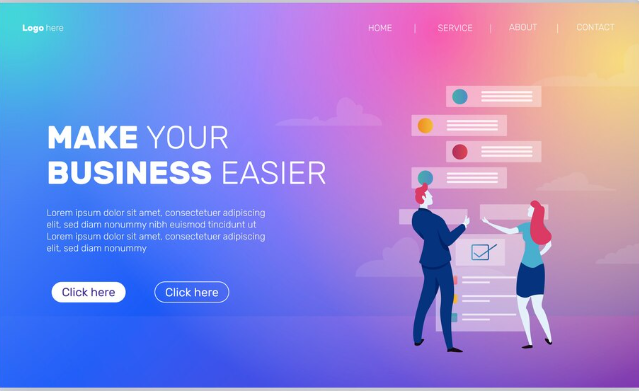 Logo here
HOME | SERVICE | ABOUT | CONTACT
MAKE YOUR
BUSINESS EASIER
Lorem ipsum dolor sit amet, consectetuer adipiscing
elit, sed diam nonummy nibh euismod tincidunt ut
Lorem ipsum dolor sit amet, consectetuer adipiscing
elit, sed diam nonummy
Click here
Click here